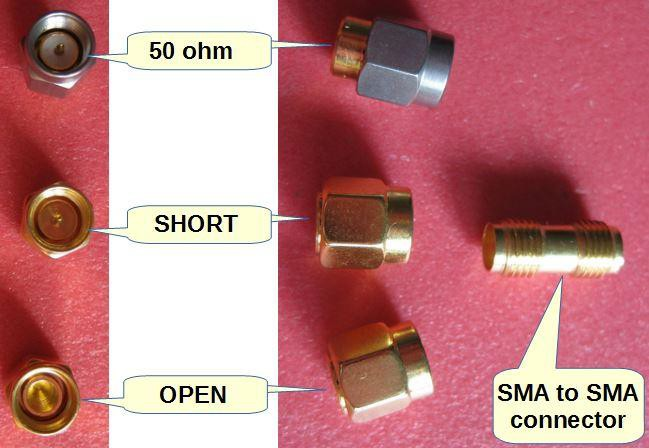 50 ohm
SHORT
OPEN
SMA to SMA
connector